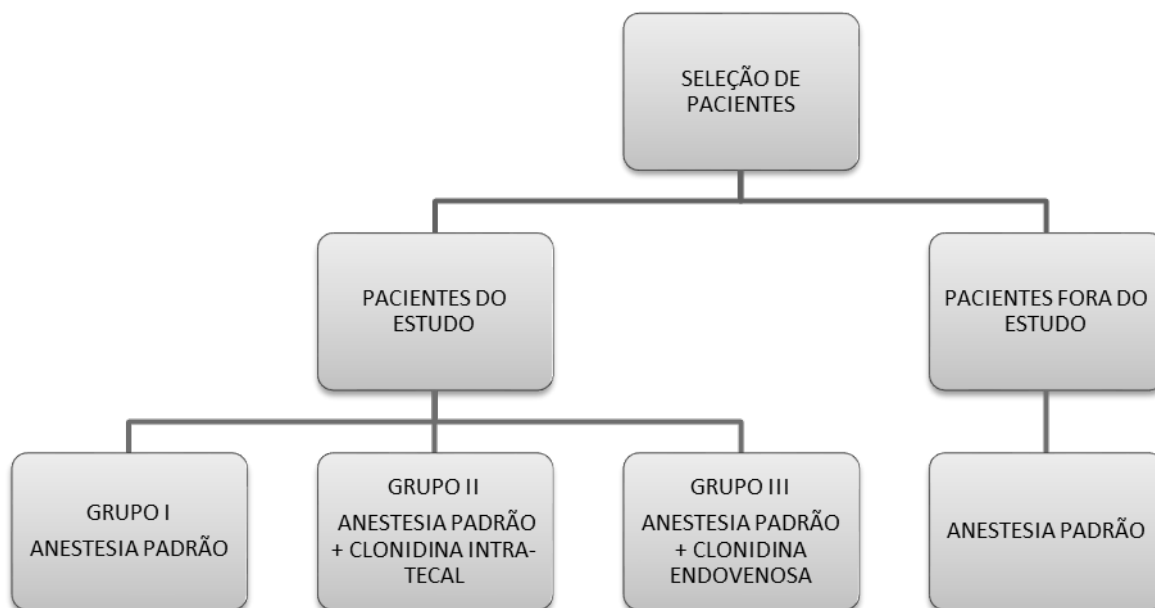 SELEÇÃO DE
PACIENTES
PACIENTES DO
ESTUDO
PACIENTES FORA DO
ESTUDO
GRUPO I
ANESTESIA PADRÃO
GRUPO II
ANESTESIA PADRÃO
+ CLONIDINA INTRA-
TECAL
GRUPO III
ANESTESIA PADRÃO
+ CLONIDINA
ENDOVENOSA
ANESTESIA PADRÃO